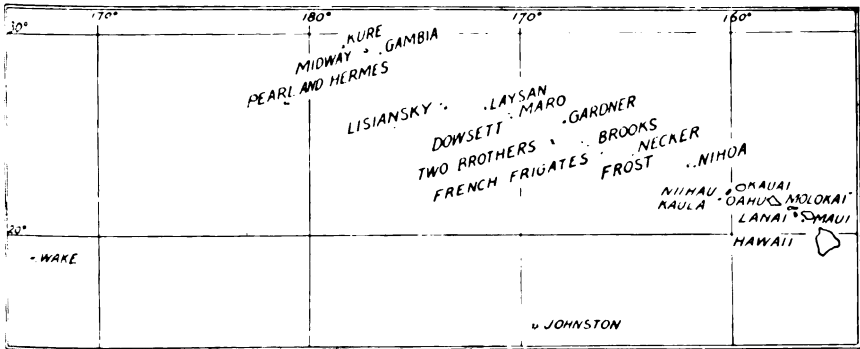 170° 180° 170° 160°
30°
KURE
GAMBIA
MIDWAY
PEARL AND HERMES
LAYSAN
LISIANSKY
MARO
GARDNER
DOWSETT
BROOKS
TWO BROTHERS
NECKER
FRENCH FRIGATES
FROST
NIHOA
NIIHAU
KAUAI
KAULA
OAHU
MOLOKAI
LANAI
MAUI
20°
HAWAII
WAKE
JOHNSTON